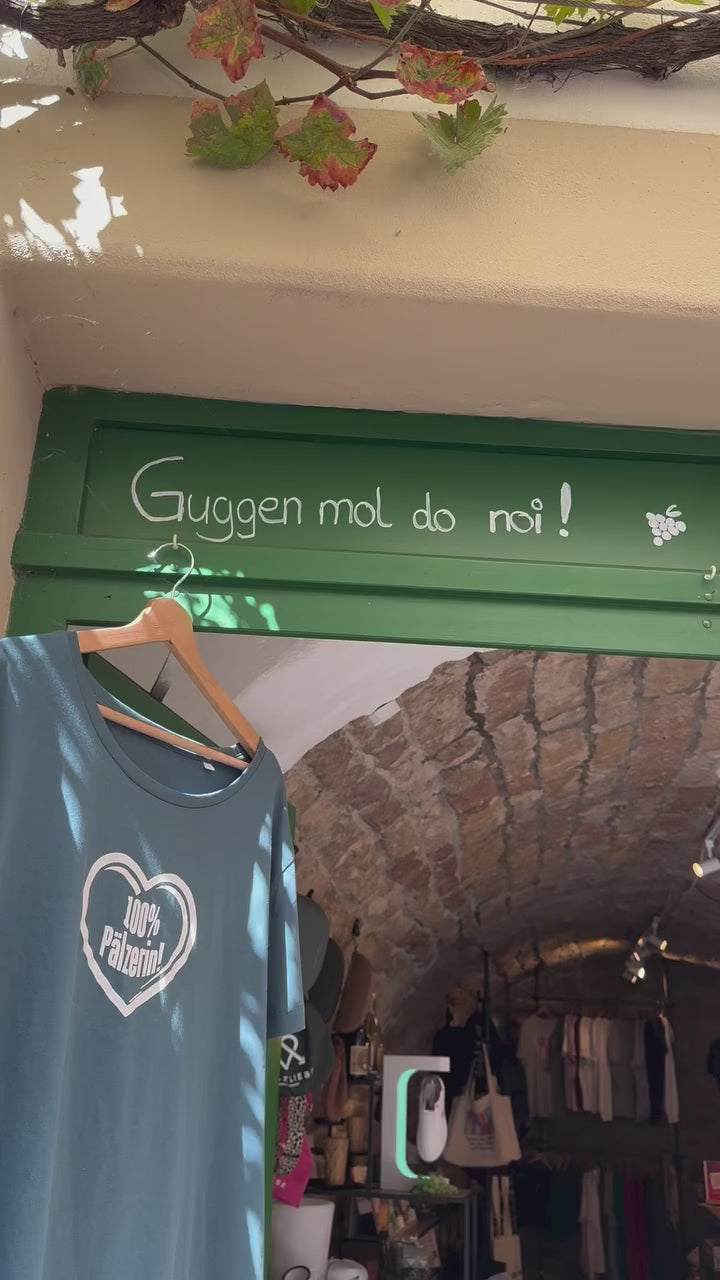 Guggen mol do noi!
100%
Pälzerin!